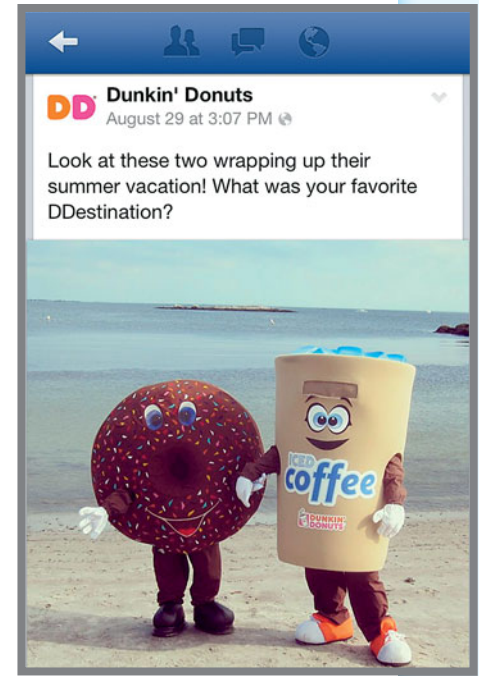 DD
Dunkin' Donuts
August 29 at 3:07 PM
Look at these two wrapping up their
summer vacation! What was your favorite
DDestination?
ICED
coffee
DUNKIN'
DONUTS